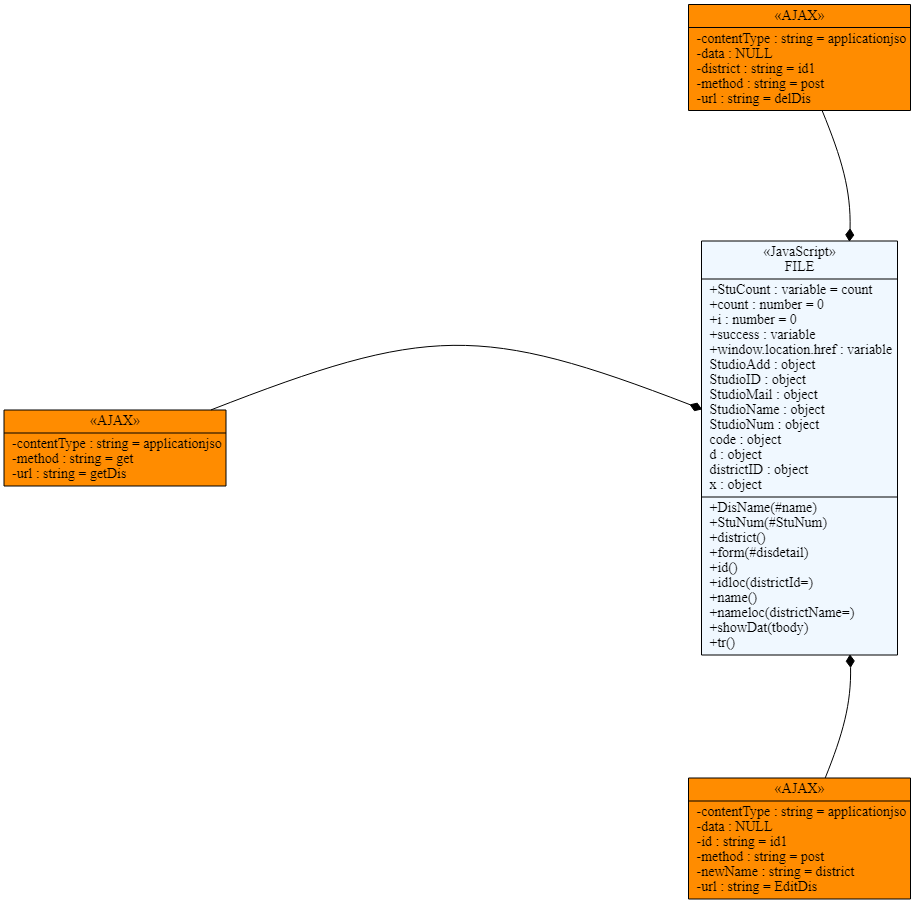 «AJAX»
-contentType : string = applicationjso
-data : NULL
-district : string = id1
-method : string = post
-url : string = delDis
«JavaScript»
FILE
+StuCount : variable = count
+count : number = 0
+i : number = 0
+success : variable
+window.location.href : variable
StudioAdd : object
StudioID : object
StudioMail : object
StudioName : object
StudioNum : object
code : object
d : object
districtID : object
x : object
+DisName(#name)
+StuNum(#StuNum)
+district()
+form(#disdetail)
+id()
+idloc(districtId=)
+name()
+nameloc(districtName=)
+showDat(tbody)
+tr()
«AJAX»
-contentType : string = applicationjso
-method : string = get
-url : string = getDis
«AJAX»
-contentType : string = applicationjso
-data : NULL
-id : string = id1
-method : string = post
-newName : string = district
-url : string = EditDis